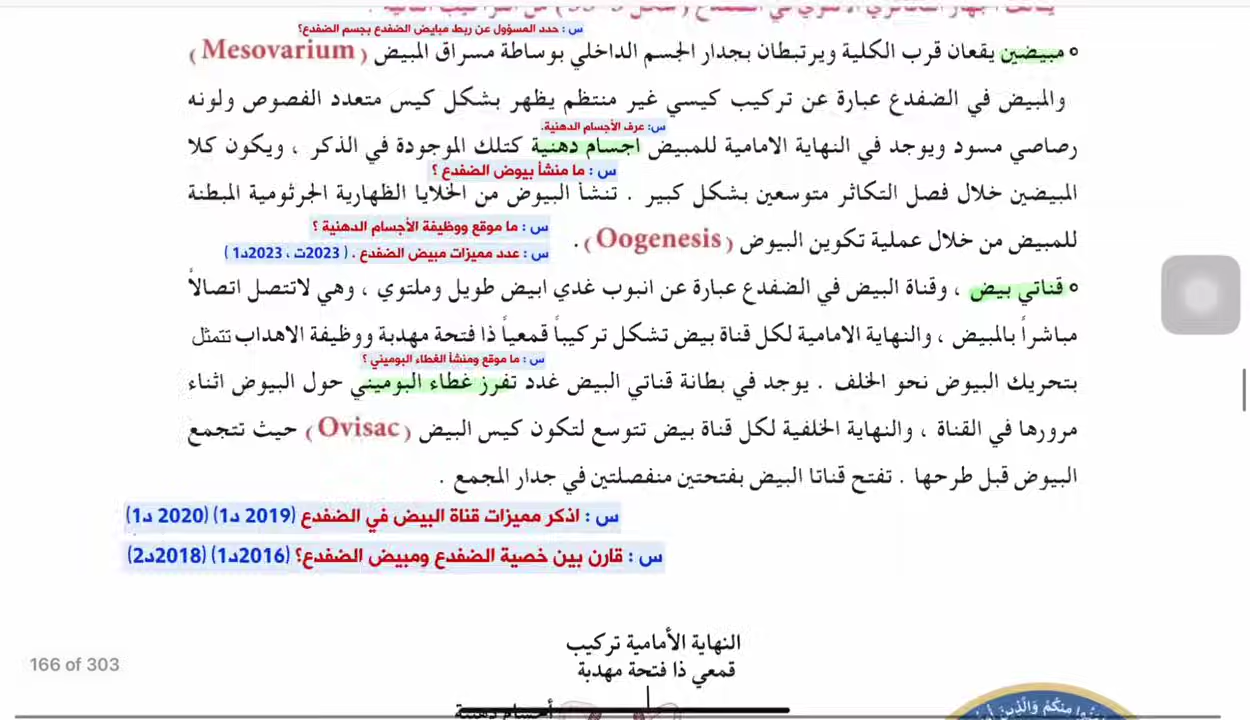 س : حدد المسؤول عن ربط مبايض الضفدع بجسم الضفدع؟
○ مبيضين يقعان قرب الكلية ويرتبطان بجدار الجسم الداخلي بوساطة مسراق المبيض (Mesovarium)
والمبيض في الضفدع عبارة عن تركيب كيسي غير منتظم يظهر بشكل كيس متعدد الفصوص ولونه
س: عرف الأجسام الدهنية.
رصاصي مسود ويوجد في النهاية الامامية للمبيض اجسام دهنية كتلك الموجودة في الذكر ، ويكون كلا
س : ما منشأ بيوض الضفدع ؟
المبيضين خلال فصل التكاثر متوسعين بشكل كبير . تنشأ البيوض من الخلايا الظهارية الجرثومية المبطنة
س : ما موقع ووظيفة الأجسام الدهنية ؟
للمبيض من خلال عملية تكوين البيوض (Oogenesis) .
س : عدد مميزات مبيض الضفدع . ( 2023ت ، 2023د1 )
○ قناتي بيض ، وقناة البيض في الضفدع عبارة عن انبوب غدي ابيض طويل وملتوي ، وهي لاتتصل اتصالاً
مباشراً بالمبيض ، والنهاية الامامية لكل قناة بيض تشكل تركيباً قمعياً ذا فتحة مهدبة ووظيفة الاهداب تتمثل
س : ما موقع ومنشأ الغطاء البوميني ؟
بتحريك البيوض نحو الخلف . يوجد في بطانة قناتي البيض غدد تفرز غطاء البوميني حول البيوض اثناء
مرورها في القناة ، والنهاية الخلفية لكل قناة بيض تتوسع لتكون كيس البيض (Ovisac) حيث تتجمع
البيوض قبل طرحها . تفتح قناتا البيض بفتحتين منفصلتين في جدار المجمع .
س : اذكر مميزات قناة البيض في الضفدع (2019 د1) (2020 د1)
س : قارن بين خصية الضفدع ومبيض الضفدع؟ (2016د1) (2018د2)
النهاية الأمامية تركيب
قمعي ذا فتحة مهدبة
166 of 303
أجسام دهنية